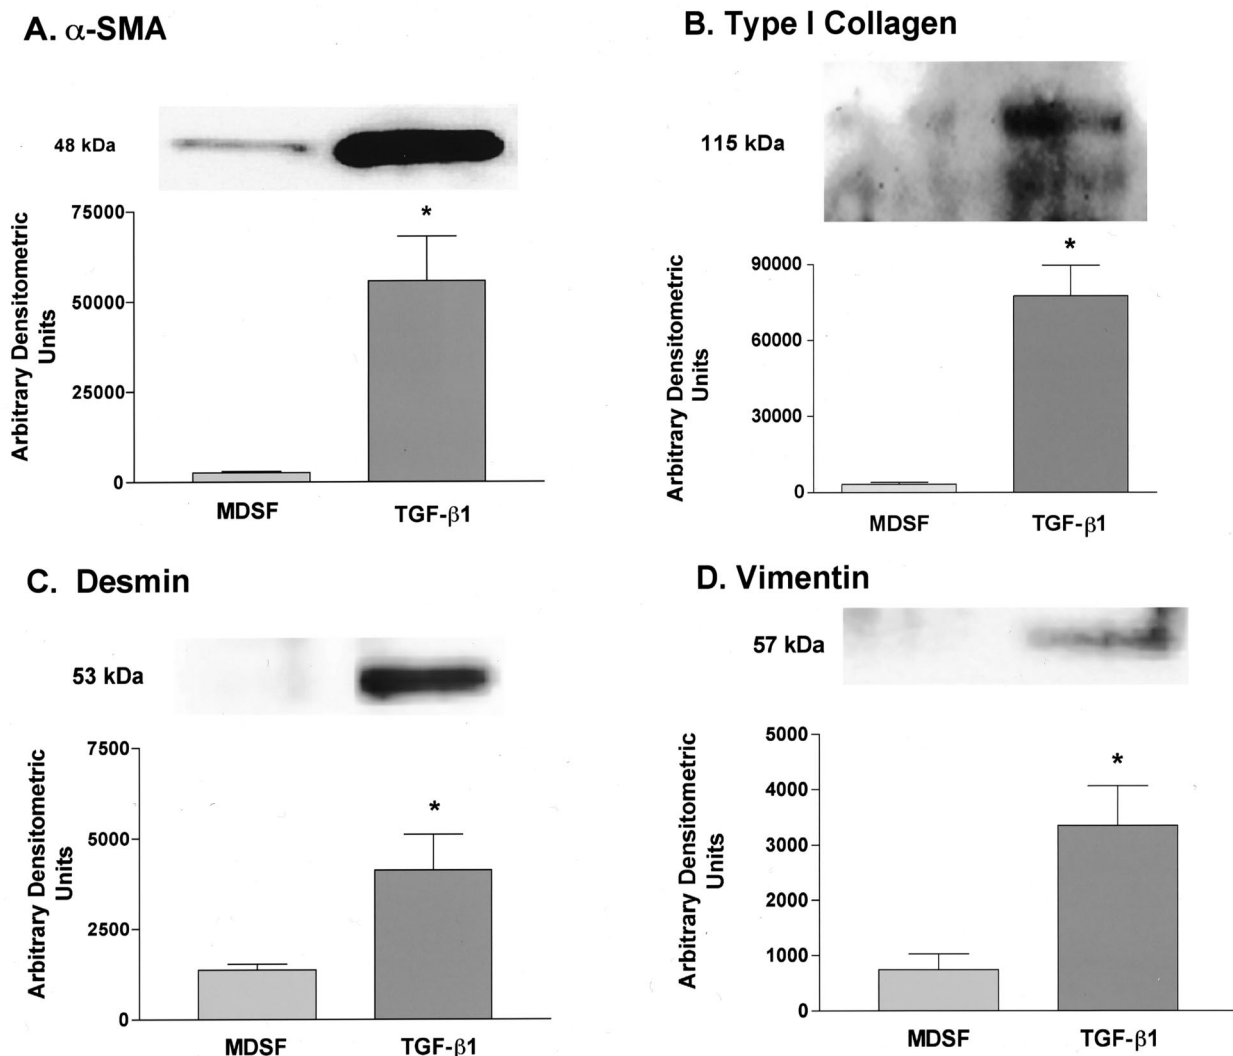 A. α-SMA
48 kDa
75000
50000
25000
0
Arbitrary Densitometric
Units
*
MDSF
TGF-β1
B. Type I Collagen
115 kDa
90000
60000
30000
0
Arbitrary Densitometric
Units
*
MDSF
TGF-β1
C. Desmin
53 kDa
7500
5000
2500
0
Arbitrary Densitometric
Units
*
MDSF
TGF-β1
D. Vimentin
57 kDa
5000
4000
3000
2000
1000
0
Arbitrary Densitometric
Units
*
MDSF
TGF-β1